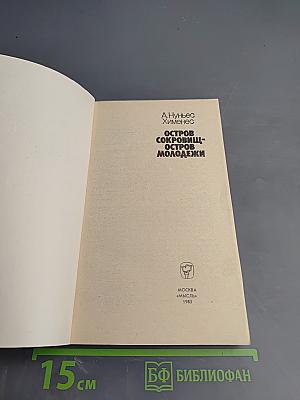 А.Нуньес
Хименес
ОСТРОВ
СОКРОВИЩ-
ОСТРОВ
МОЛОДЕЖИ
МОСКВА
«МЫСЛЬ»
1983
15 см
БФ БИБЛИОФАН